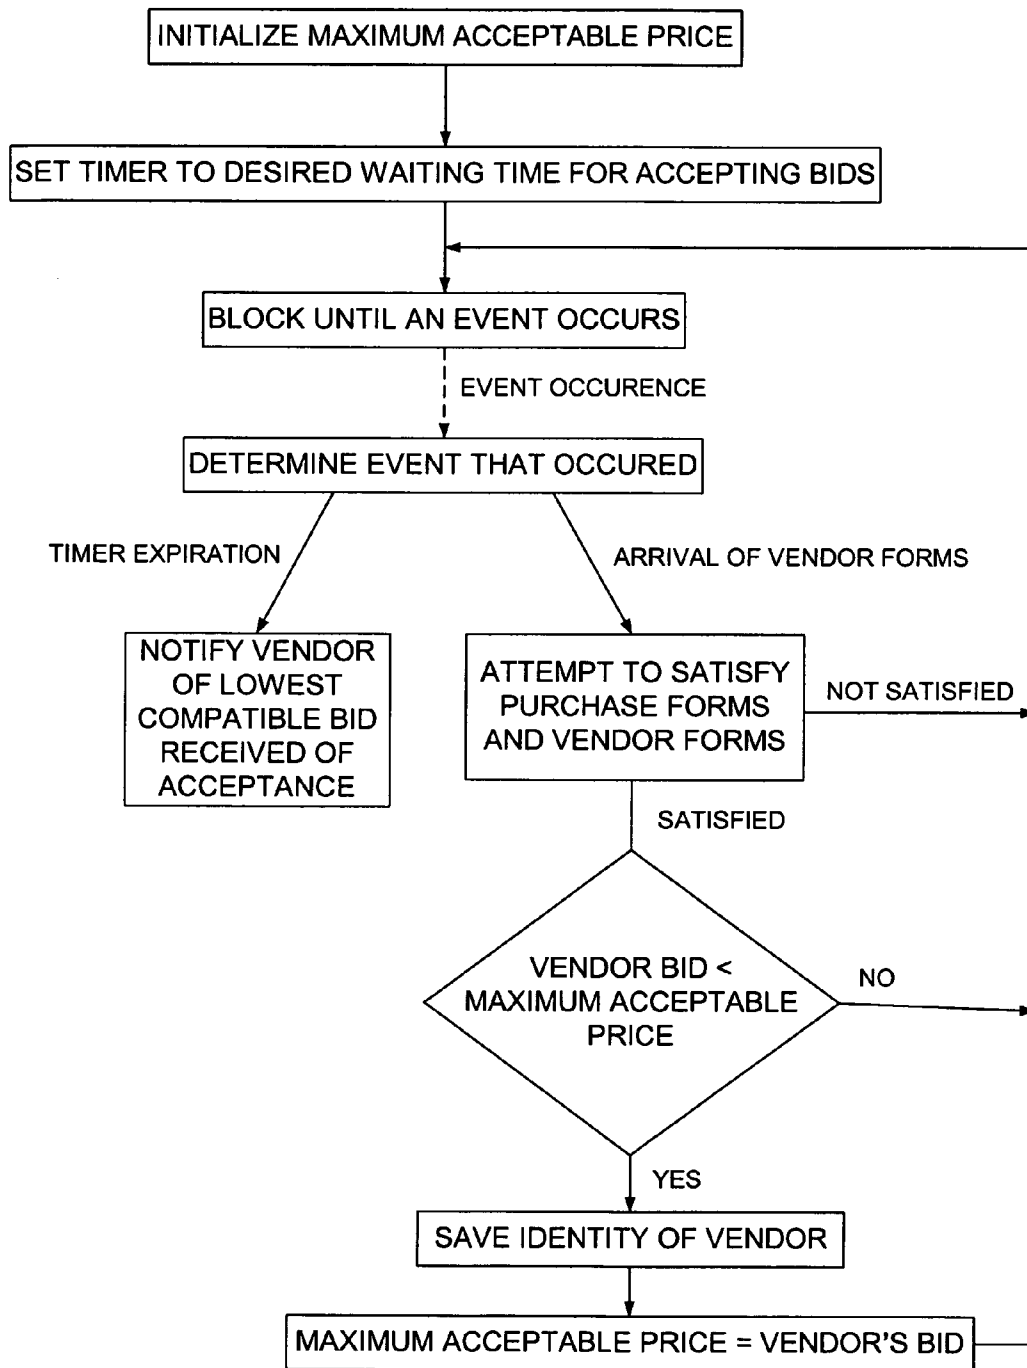 INITIALIZE MAXIMUM ACCEPTABLE PRICE
SET TIMER TO DESIRED WAITING TIME FOR ACCEPTING BIDS
BLOCK UNTIL AN EVENT OCCURS
EVENT OCCURENCE
DETERMINE EVENT THAT OCCURED
TIMER EXPIRATION
ARRIVAL OF VENDOR FORMS
NOTIFY VENDOR
OF LOWEST
COMPATIBLE BID
RECEIVED OF
ACCEPTANCE
ATTEMPT TO SATISFY
PURCHASE FORMS
AND VENDOR FORMS
NOT SATISFIED
SATISFIED
VENDOR BID <
MAXIMUM ACCEPTABLE
PRICE
NO
YES
SAVE IDENTITY OF VENDOR
MAXIMUM ACCEPTABLE PRICE = VENDOR'S BID